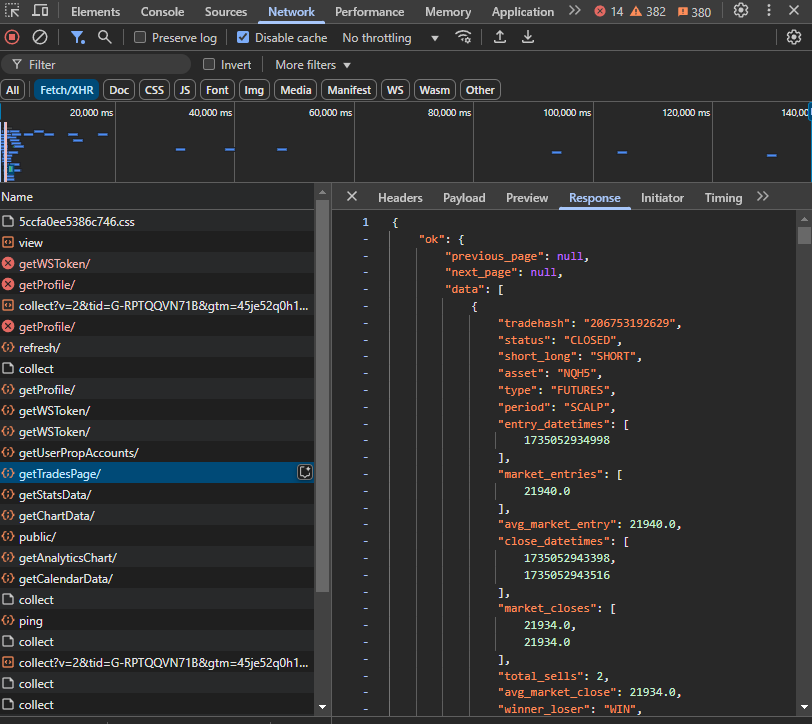 Elements Console Sources Network Performance Memory Application 14 382 380
Preserve log Disable cache No throttling
Filter Invert More filters
All Fetch/XHR Doc CSS JS Font Img Media Manifest WS Wasm Other
20,000 ms 40,000 ms 60,000 ms 80,000 ms 100,000 ms 120,000 ms 140,00
Name
5ccfa0ee5386c746.css
view
getWSToken/
getProfile/
collect?v=2&tid=G-RPTQQVN71B&gtm=45je52q0h1...
getProfile/
refresh/
collect
getProfile/
getWSToken/
getWSToken/
getUserPropAccounts/
getTradesPage/
getStatsData/
getChartData/
public/
getAnalyticsChart/
getCalendarData/
collect
ping
collect
collect?v=2&tid=G-RPTQQVN71B&gtm=45je52q0h1...
collect
collect
Headers Payload Preview Response Initiator Timing
1 {
- "ok": {
- "previous_page": null,
- "next_page": null,
- "data": [
- {
- "tradehash": "206753192629",
- "status": "CLOSED",
- "short_long": "SHORT",
- "asset": "NQH5",
- "type": "FUTURES",
- "period": "SCALP",
- "entry_datetimes": [
- 1735052934998
- ],
- "market_entries": [
- 21940.0
- ],
- "avg_market_entry": 21940.0,
- "close_datetimes": [
- 1735052943398,
- 1735052943516
- ],
- "market_closes": [
- 21934.0,
- 21934.0
- ],
- "total_sells": 2,
- "avg_market_close": 21934.0,
- "winner_loser": "WIN",